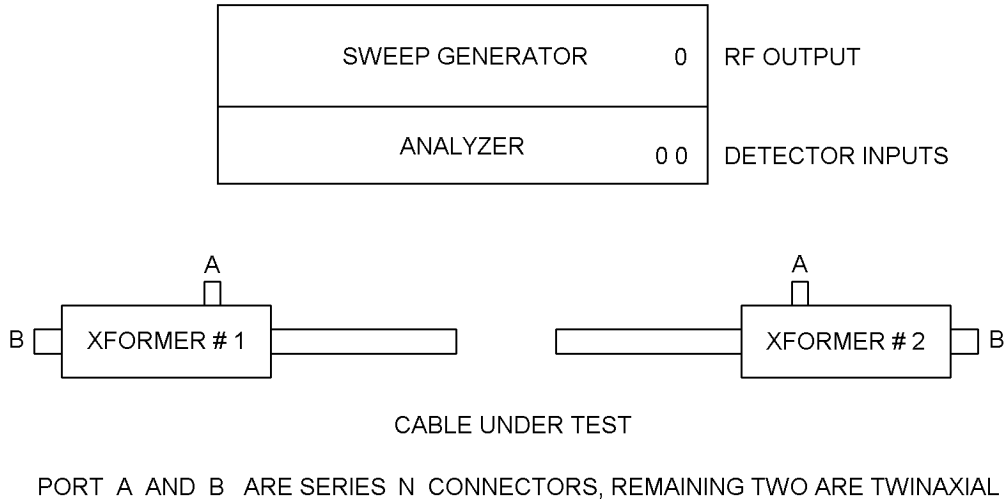 SWEEP GENERATOR 0 RF OUTPUT
ANALYZER 0 0 DETECTOR INPUTS
A A
B XFORMER # 1 XFORMER # 2 B
CABLE UNDER TEST
PORT A AND B ARE SERIES N CONNECTORS, REMAINING TWO ARE TWINAXIAL